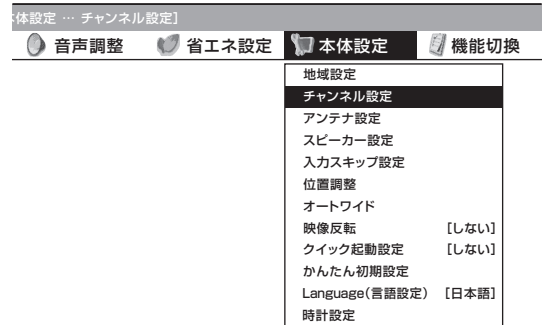 本体設定 … チャンネル設定]
音声調整 省エネ設定 本体設定 機能切換
地域設定
チャンネル設定
アンテナ設定
スピーカー設定
入力スキップ設定
位置調整
オートワイド
映像反転 [しない]
クイック起動設定 [しない]
かんたん初期設定
Language(言語設定) [日本語]
時計設定